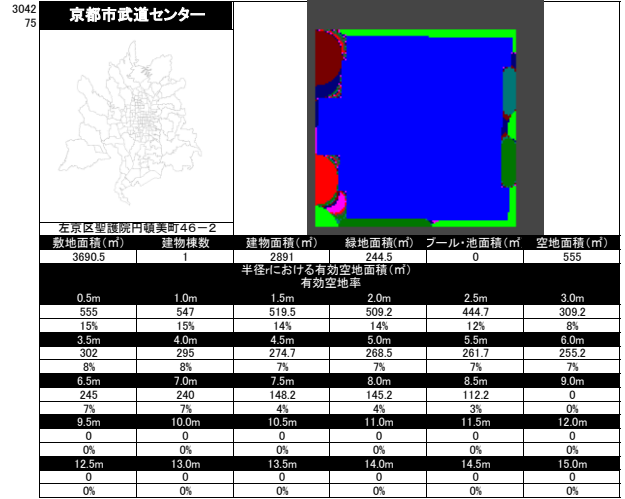 3042
75
京都市武道センター
左京区聖護院円頓美町46－2
敷地面積(㎡) 建物棟数 建物面積(㎡) 緑地面積(㎡) プール・池面積(㎡ 空地面積(㎡)
3690.5 1 2891 244.5 0 555
半径rにおける有効空地面積(㎡)
有効空地率
0.5m 1.0m 1.5m 2.0m 2.5m 3.0m
555 547 519.5 509.2 444.7 309.2
15% 15% 14% 14% 12% 8%
3.5m 4.0m 4.5m 5.0m 5.5m 6.0m
302 295 274.7 268.5 261.7 255.2
8% 8% 7% 7% 7% 7%
6.5m 7.0m 7.5m 8.0m 8.5m 9.0m
245 240 148.2 145.2 112.2 0
7% 7% 4% 4% 3% 0%
9.5m 10.0m 10.5m 11.0m 11.5m 12.0m
0 0 0 0 0 0
0% 0% 0% 0% 0% 0%
12.5m 13.0m 13.5m 14.0m 14.5m 15.0m
0 0 0 0 0 0
0% 0% 0% 0% 0% 0%